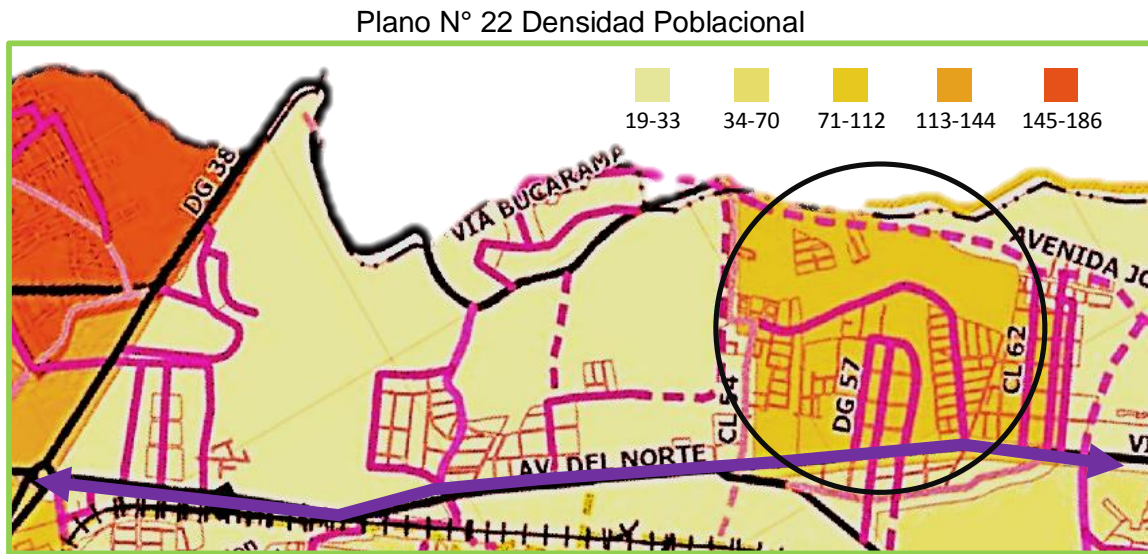 Plano N° 22 Densidad Poblacional
19-33 34-70 71-112 113-144 145-186
DG 38
VIA BUCARAMA
AVENIDA JO
CL 54
DG 57
CL 62
AV. DEL NORTE